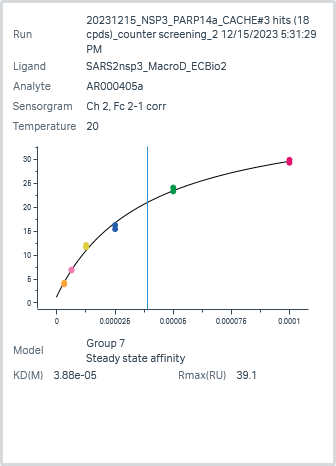 Run 20231215_NSP3_PARP14a_CACHE#3 hits (18
cpds)_counter screening_2 12/15/2023 5:31:29
PM
Ligand SARS2nsp3_MacroD_ECBio2
Analyte AR000405a
Sensorgram Ch 2, Fc 2-1 corr
Temperature 20
30
25
20
15
10
5
0
0 0.000025 0.00005 0.000075 0.0001
Model Group 7
Steady state affinity
KD(M) 3.88e-05 Rmax(RU) 39.1